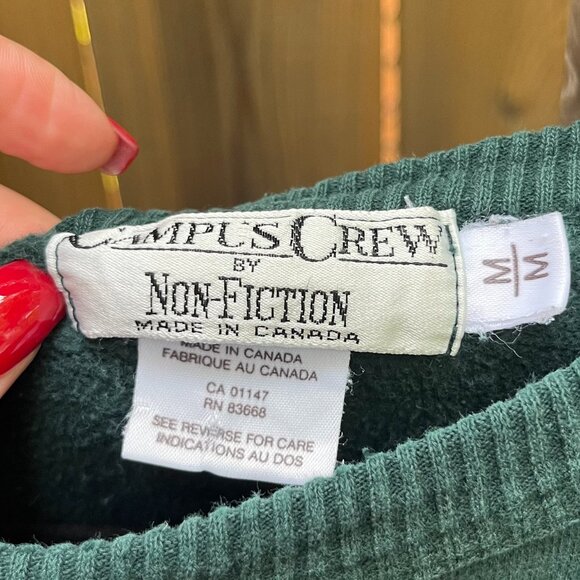 CAMPUS CREW
BY
NON-FICTION
MADE IN CANADA
M
M
MADE IN CANADA
FABRIQUE AU CANADA
CA 01147
RN 83668
SEE REVERSE FOR CARE
INDICATIONS AU DOS